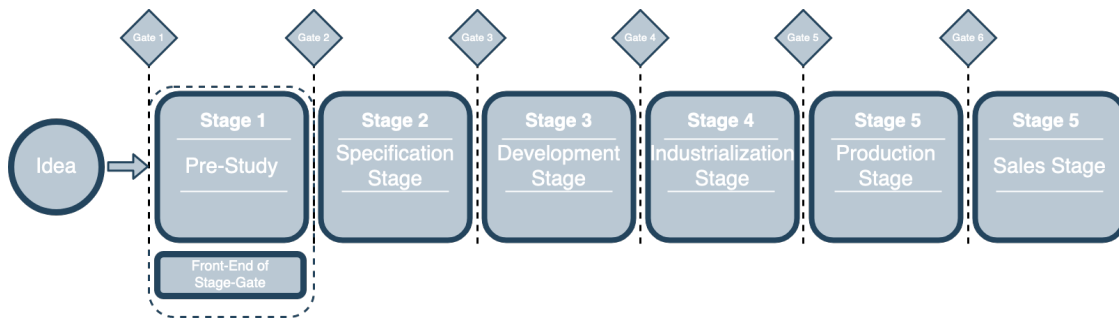 Gate 1
Gate 2
Gate 3
Gate 4
Gate 5
Gate 6
Idea
Stage 1
Pre-Study
Front-End of
Stage-Gate
Stage 2
Specification
Stage
Stage 3
Development
Stage
Stage 4
Industrialization
Stage
Stage 5
Production
Stage
Stage 5
Sales Stage